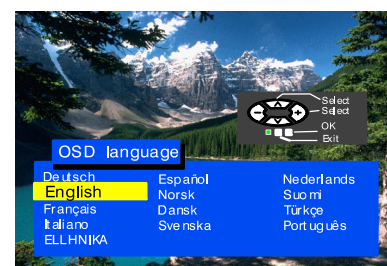 Select
Select
OK
Exit
OSD language
Deutsch
English
Français
Italiano
ELLHNIKA
Español
Norsk
Dansk
Svenska
Nederlands
Suomi
Türkçe
Português